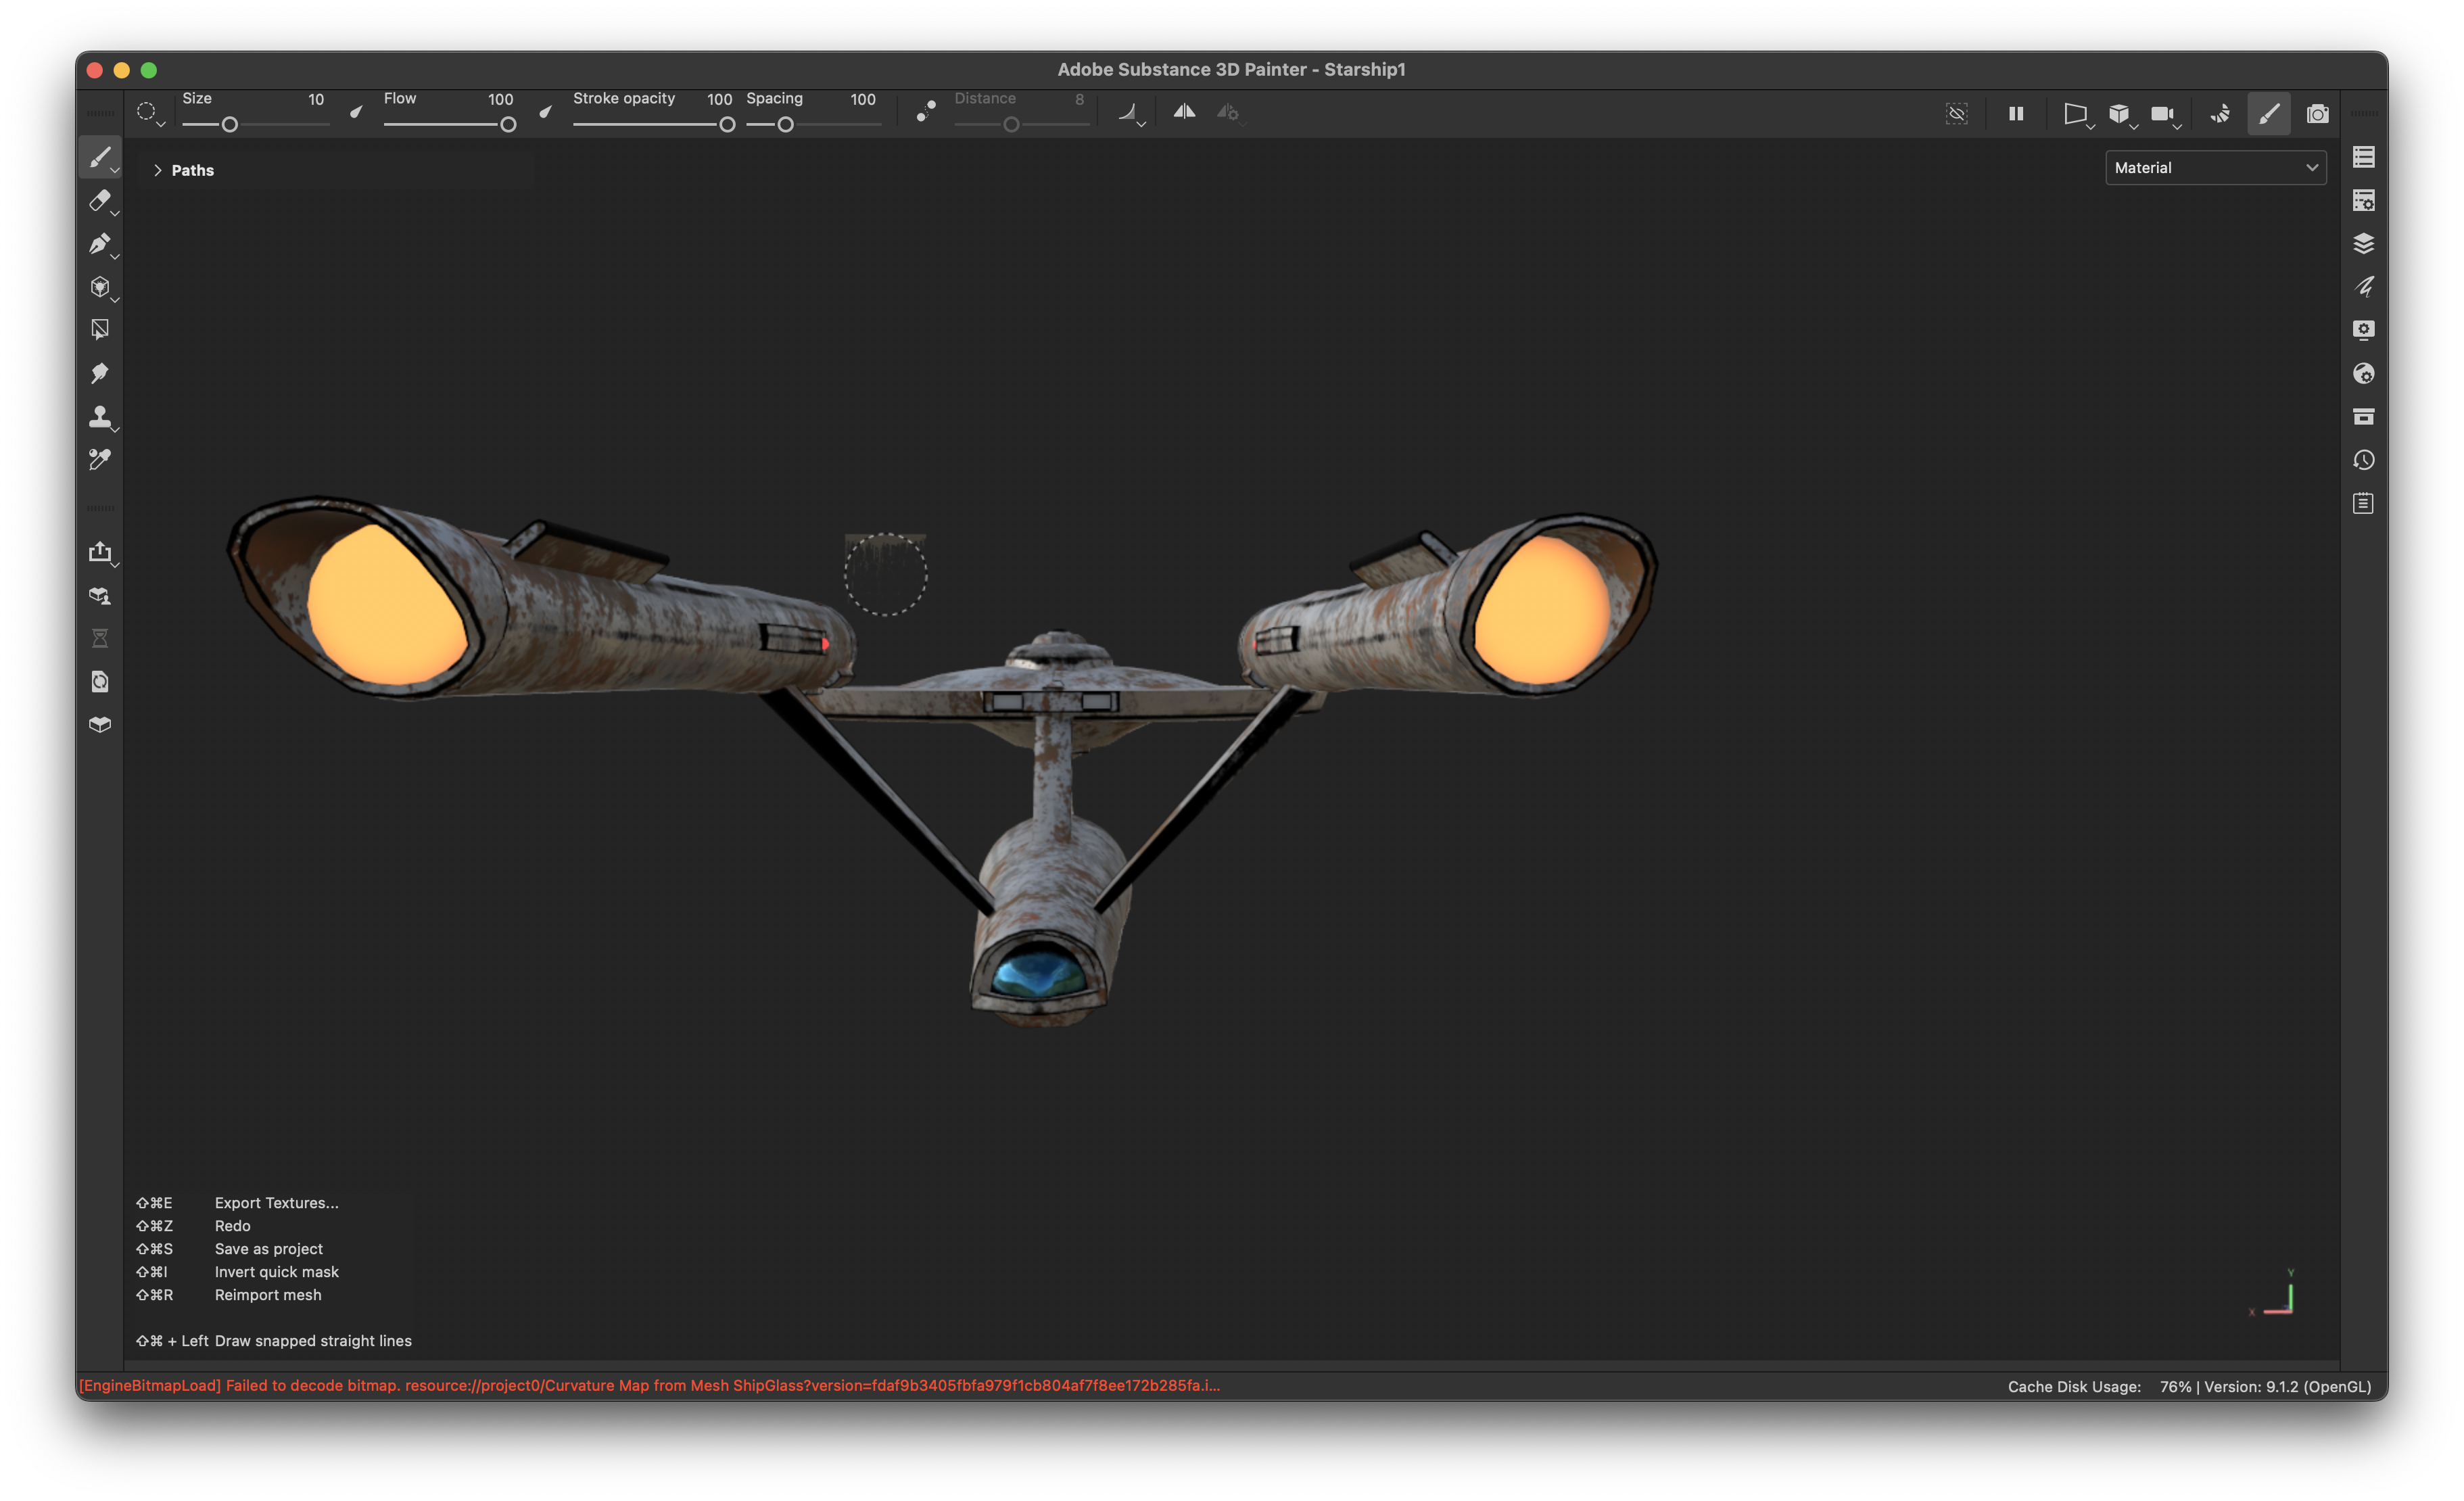 Adobe Substance 3D Painter - Starship1
Size 10 Flow 100 Stroke opacity 100 Spacing 100 Distance 8
Paths
Material
⇧⌘E Export Textures...
⇧⌘Z Redo
⇧⌘S Save as project
⇧⌘I Invert quick mask
⇧⌘R Reimport mesh
⇧⌘ + Left Draw snapped straight lines
Y
X
[EngineBitmapLoad] Failed to decode bitmap. resource://project0/Curvature Map from Mesh ShipGlass?version=fdaf9b3405fbfa979f1cb804af7f8ee172b285fa.i...
Cache Disk Usage: 76% | Version: 9.1.2 (OpenGL)